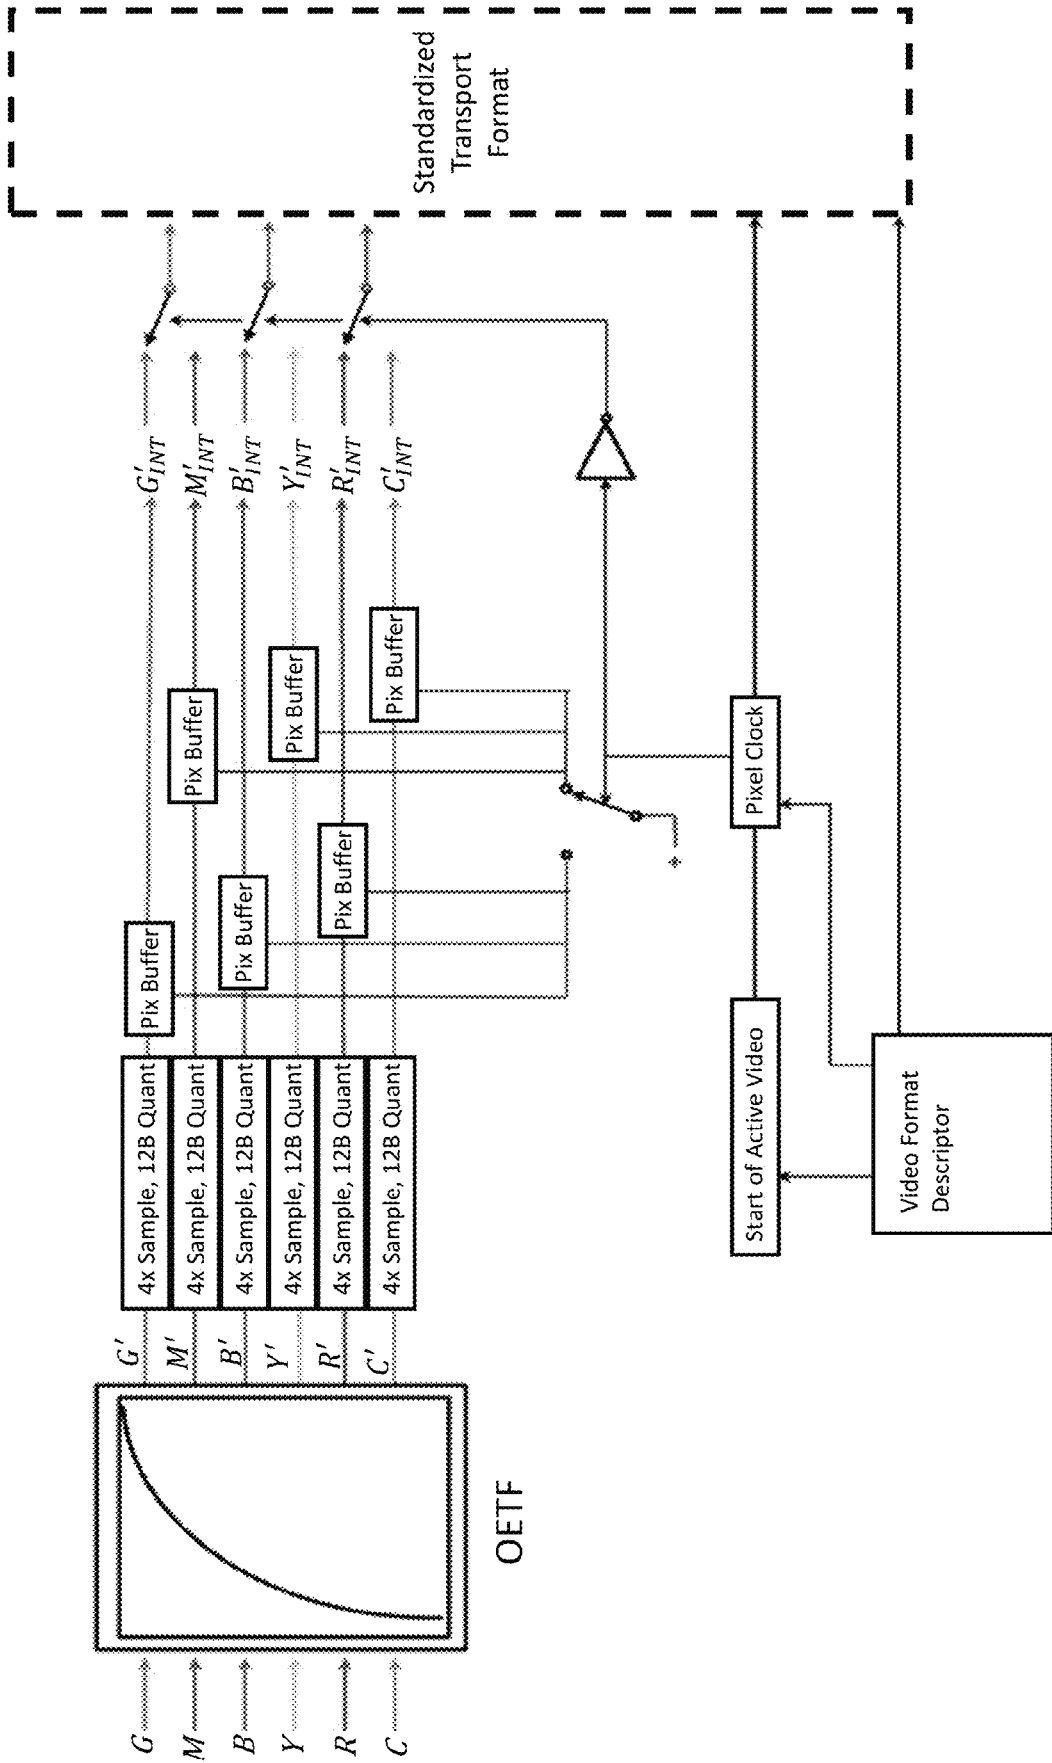 G
M
B
Y
R
C
OETF
G'
M'
B'
Y'
R'
C'
4x Sample, 12B Quant
4x Sample, 12B Quant
4x Sample, 12B Quant
4x Sample, 12B Quant
4x Sample, 12B Quant
4x Sample, 12B Quant
Pix Buffer
Pix Buffer
Pix Buffer
Pix Buffer
Pix Buffer
Pix Buffer
G'INT
M'INT
B'INT
Y'INT
R'INT
C'INT
+
Video Format
Descriptor
Start of Active Video
Pixel Clock
Standardized
Transport
Format